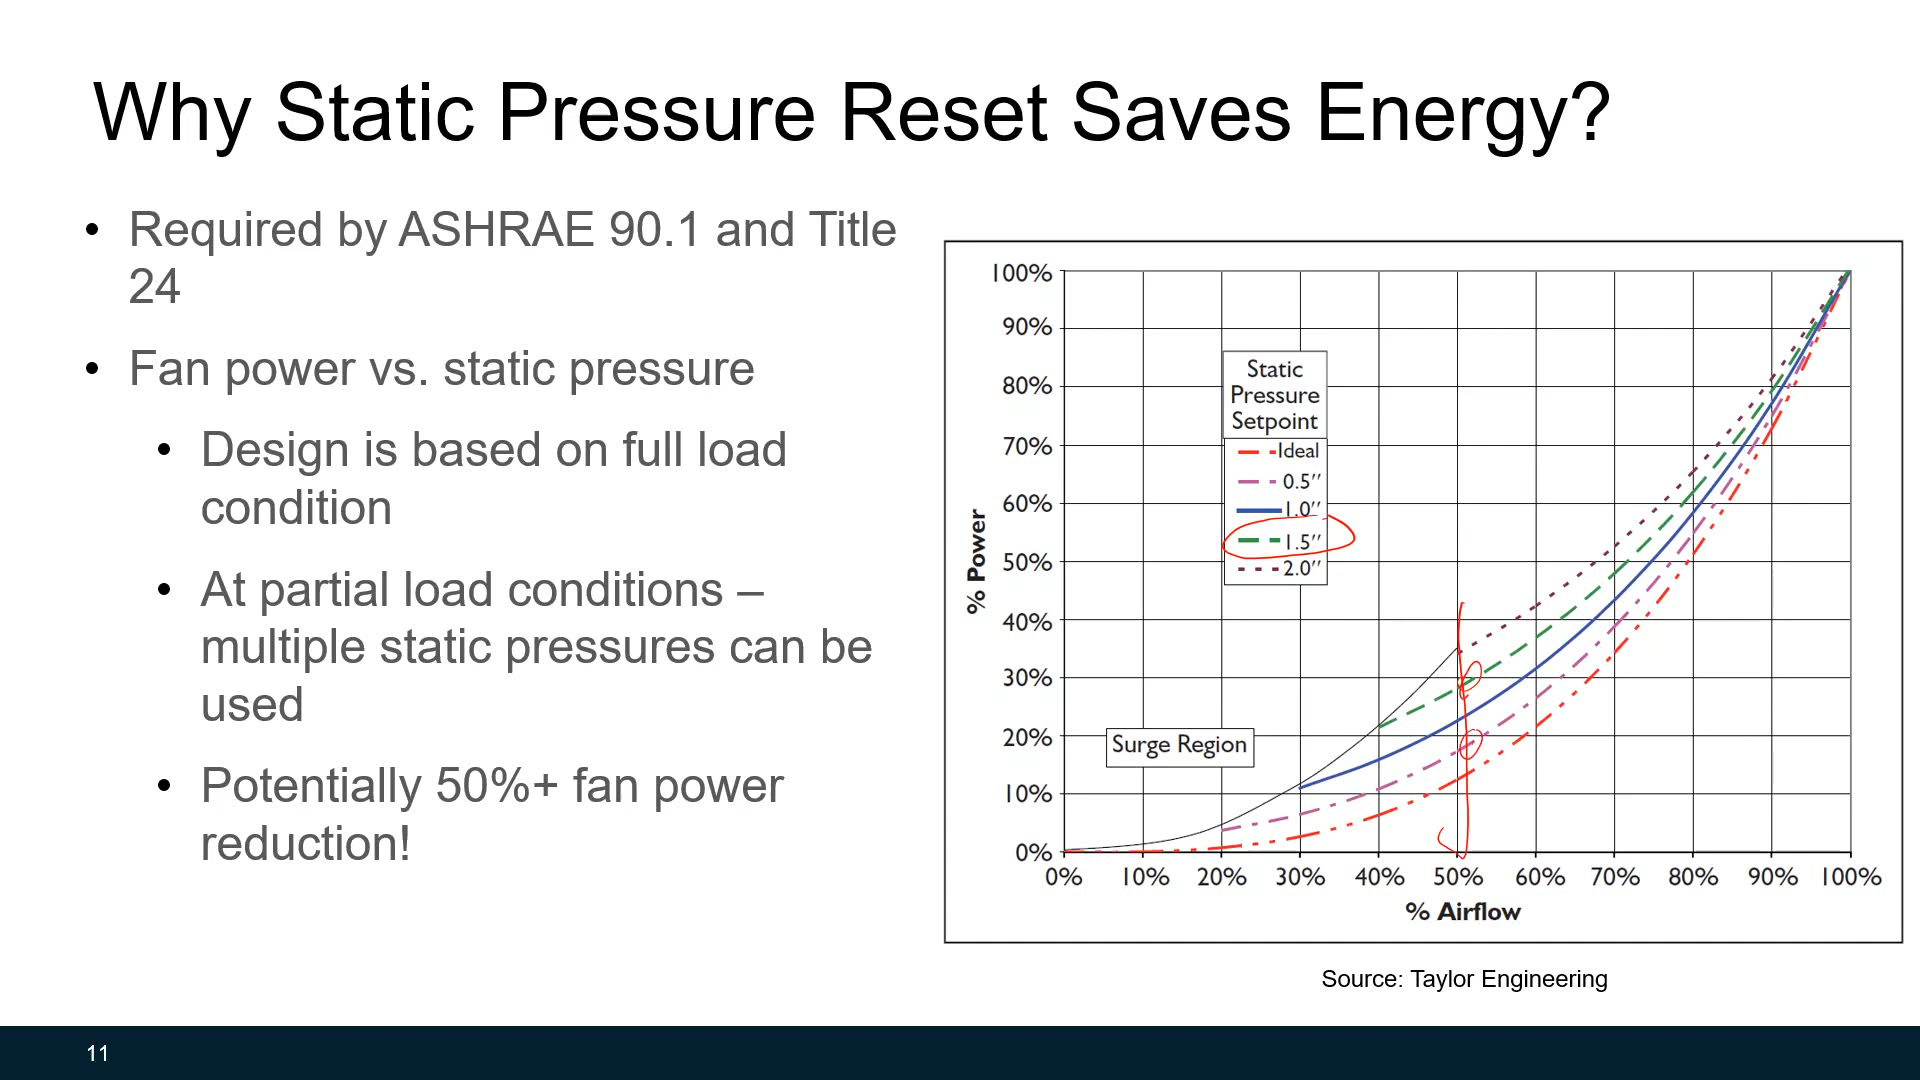 Why Static Pressure Reset Saves Energy?
• Required by ASHRAE 90.1 and Title
24
• Fan power vs. static pressure
• Design is based on full load
condition
• At partial load conditions –
multiple static pressures can be
used
• Potentially 50%+ fan power
reduction!
100%
90%
80%
70%
60%
50%
40%
30%
20%
10%
0%
% Power
Static
Pressure
Setpoint
Ideal
0.5″
1.0″
1.5″
2.0″
Surge Region
0% 10% 20% 30% 40% 50% 60% 70% 80% 90% 100%
% Airflow
Source: Taylor Engineering
11